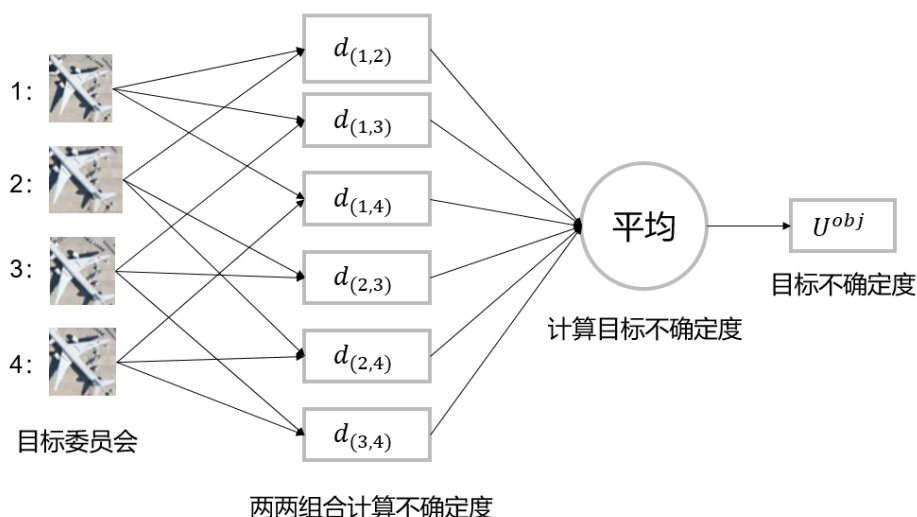 1:
2:
3:
4:
目标委员会
d(1,2)
d(1,3)
d(1,4)
d(2,3)
d(2,4)
d(3,4)
两两组合计算不确定度
平均
计算目标不确定度
U^obj
目标不确定度